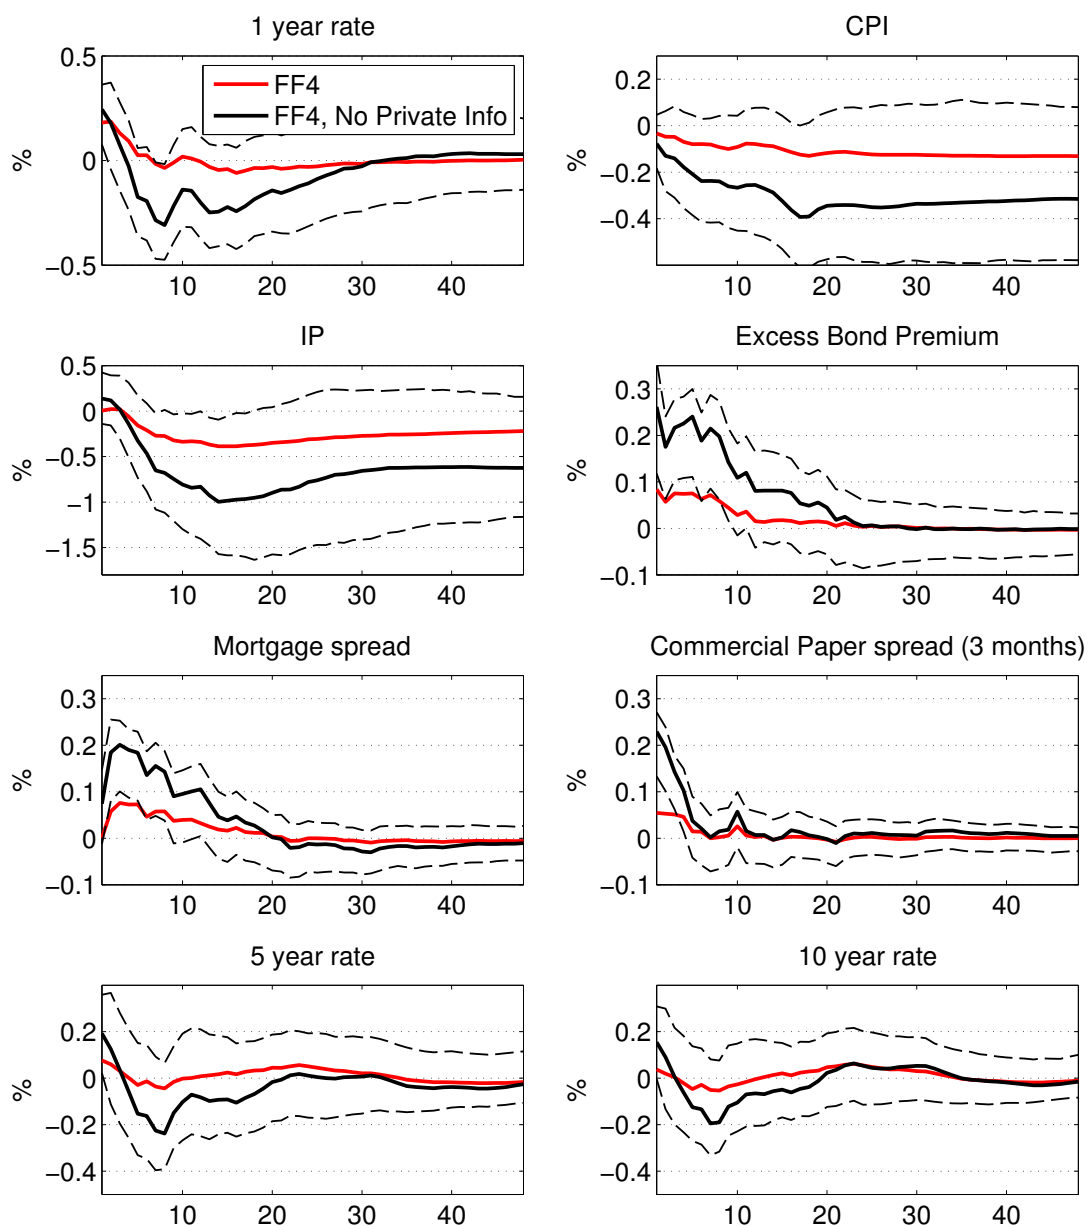 1 year rate
0.5
0
−0.5
%
FF4
FF4, No Private Info
10 20 30 40
CPI
0.2
0
−0.2
−0.4
%
10 20 30 40
IP
0.5
0
−0.5
−1
−1.5
%
10 20 30 40
Excess Bond Premium
0.3
0.2
0.1
0
−0.1
%
10 20 30 40
Mortgage spread
0.3
0.2
0.1
0
−0.1
%
10 20 30 40
Commercial Paper spread (3 months)
0.3
0.2
0.1
0
−0.1
%
10 20 30 40
5 year rate
0.2
0
−0.2
−0.4
%
10 20 30 40
10 year rate
0.2
0
−0.2
−0.4
%
10 20 30 40